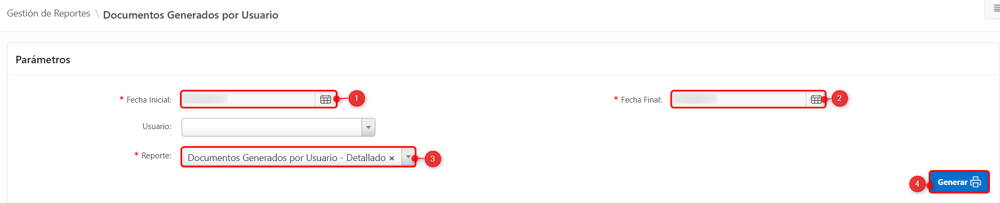 Gestión de Reportes \ Documentos Generados por Usuario
Parámetros
* Fecha Inicial: 1 * Fecha Final: 2
Usuario:
* Reporte: Documentos Generados por Usuario - Detallado × 3
4 Generar